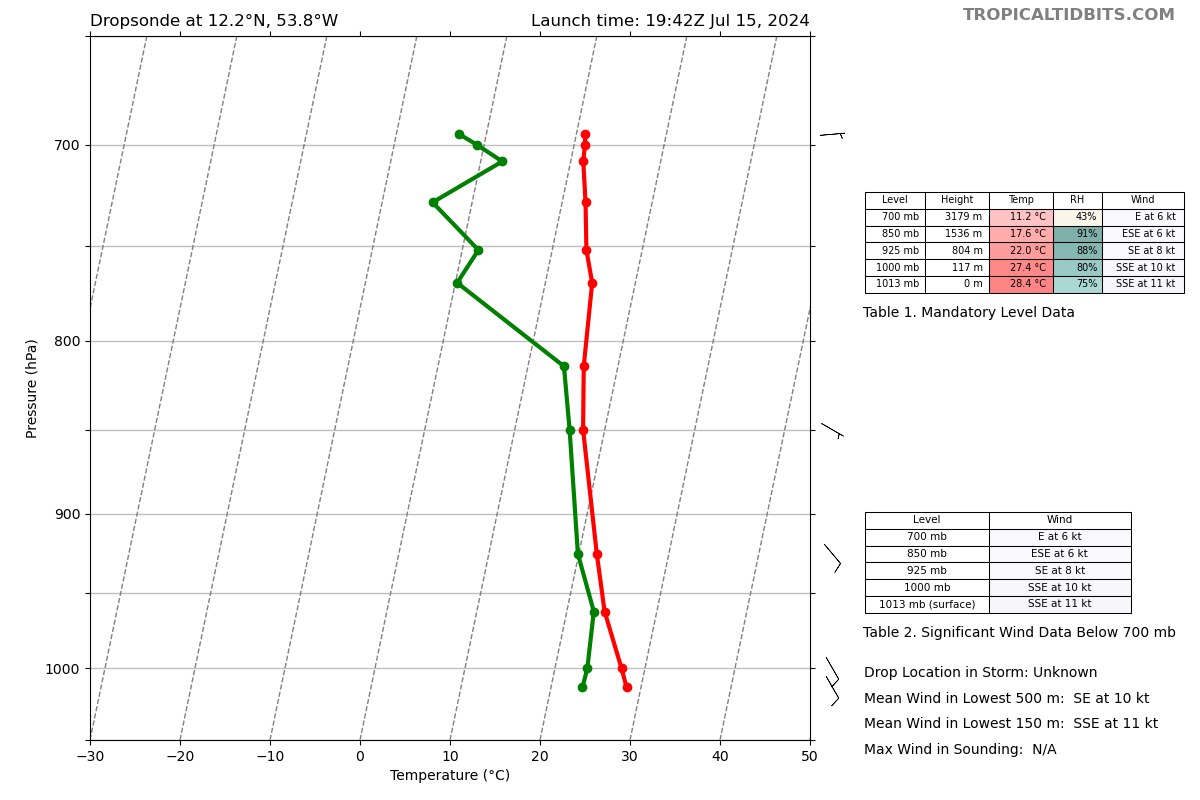 Dropsonde at 12.2°N, 53.8°W
Launch time: 19:42Z Jul 15, 2024
TROPICALTIDBITS.COM
700
800
900
1000
Pressure (hPa)
−30 −20 −10 0 10 20 30 40 50
Temperature (°C)
Level Height Temp RH Wind
700 mb 3179 m 11.2 °C 43% E at 6 kt
850 mb 1536 m 17.6 °C 91% ESE at 6 kt
925 mb 804 m 22.0 °C 88% SE at 8 kt
1000 mb 117 m 27.4 °C 80% SSE at 10 kt
1013 mb 0 m 28.4 °C 75% SSE at 11 kt
Table 1. Mandatory Level Data
Level Wind
700 mb E at 6 kt
850 mb ESE at 6 kt
925 mb SE at 8 kt
1000 mb SSE at 10 kt
1013 mb (surface) SSE at 11 kt
Table 2. Significant Wind Data Below 700 mb
Drop Location in Storm: Unknown
Mean Wind in Lowest 500 m: SE at 10 kt
Mean Wind in Lowest 150 m: SSE at 11 kt
Max Wind in Sounding: N/A